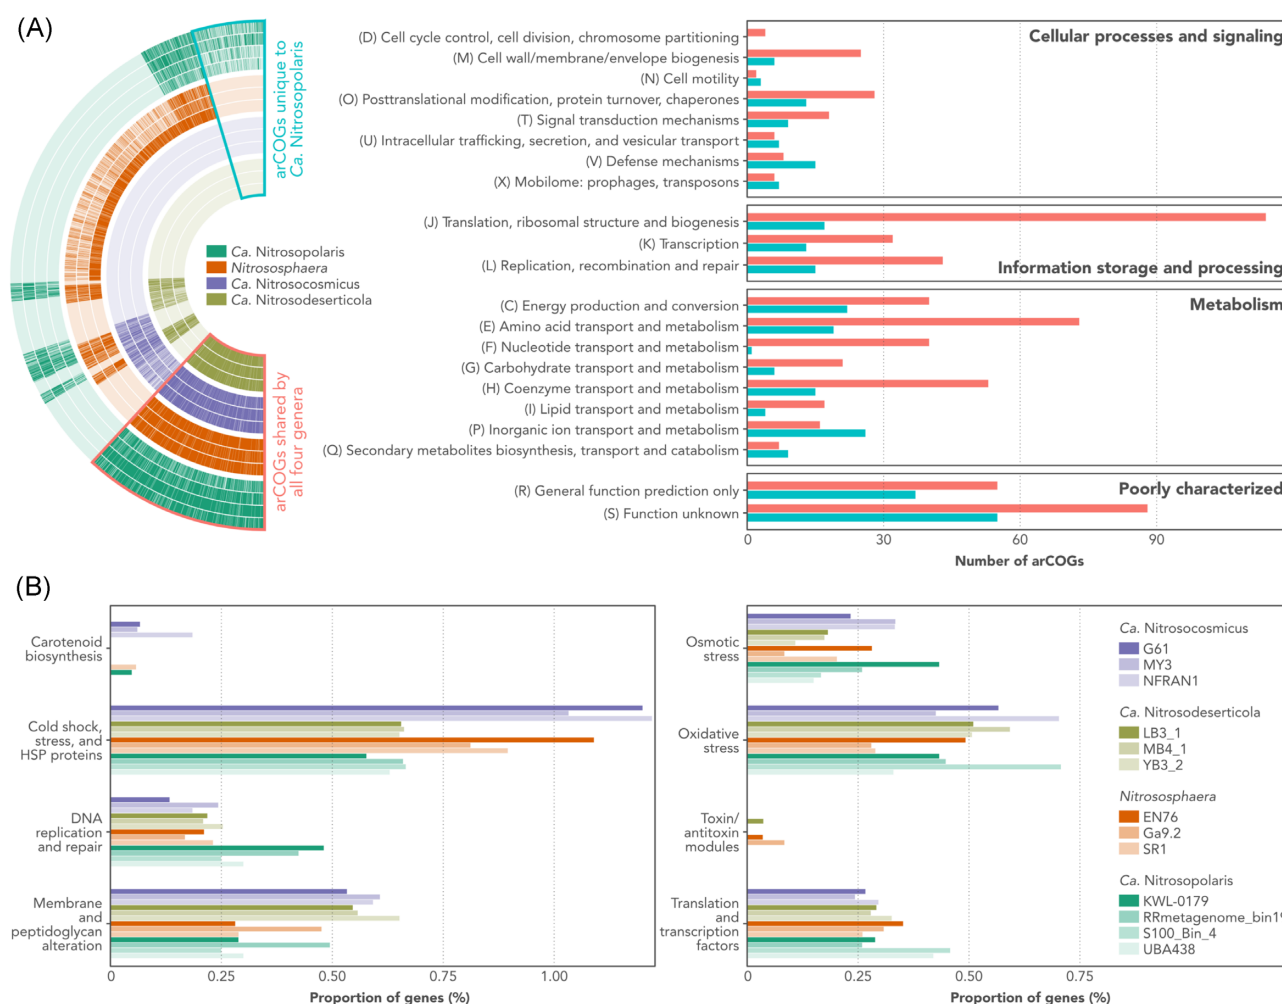 (A)
arCOGs unique to
Ca. Nitrosopolaris
Ca. Nitrosopolaris
Nitrososphaera
Ca. Nitrosocosmicus
Ca. Nitrosodeserticola
arCOGs shared by
all four genera
(D) Cell cycle control, cell division, chromosome partitioning
(M) Cell wall/membrane/envelope biogenesis
(N) Cell motility
(O) Posttranslational modification, protein turnover, chaperones
(T) Signal transduction mechanisms
(U) Intracellular trafficking, secretion, and vesicular transport
(V) Defense mechanisms
(X) Mobilome: prophages, transposons
Cellular processes and signaling
(J) Translation, ribosomal structure and biogenesis
(K) Transcription
(L) Replication, recombination and repair
Information storage and processing
(C) Energy production and conversion
(E) Amino acid transport and metabolism
(F) Nucleotide transport and metabolism
(G) Carbohydrate transport and metabolism
(H) Coenzyme transport and metabolism
(I) Lipid transport and metabolism
(P) Inorganic ion transport and metabolism
(Q) Secondary metabolites biosynthesis, transport and catabolism
Metabolism
(R) General function prediction only
(S) Function unknown
Poorly characterized
0 30 60 90
Number of arCOGs
(B)
Carotenoid
biosynthesis
Cold shock,
stress, and
HSP proteins
DNA
replication
and repair
Membrane
and
peptidoglycan
alteration
0 0.25 0.50 0.75 1.00
Proportion of genes (%)
Osmotic
stress
Oxidative
stress
Toxin/
antitoxin
modules
Translation
and
transcription
factors
0 0.25 0.50 0.75
Proportion of genes (%)
Ca. Nitrosocosmicus
G61
MY3
NFRAN1
Ca. Nitrosodeserticola
LB3_1
MB4_1
YB3_2
Nitrososphaera
EN76
Ga9.2
SR1
Ca. Nitrosopolaris
KWL-0179
RRmetagenome_bin19
S100_Bin_4
UBA438